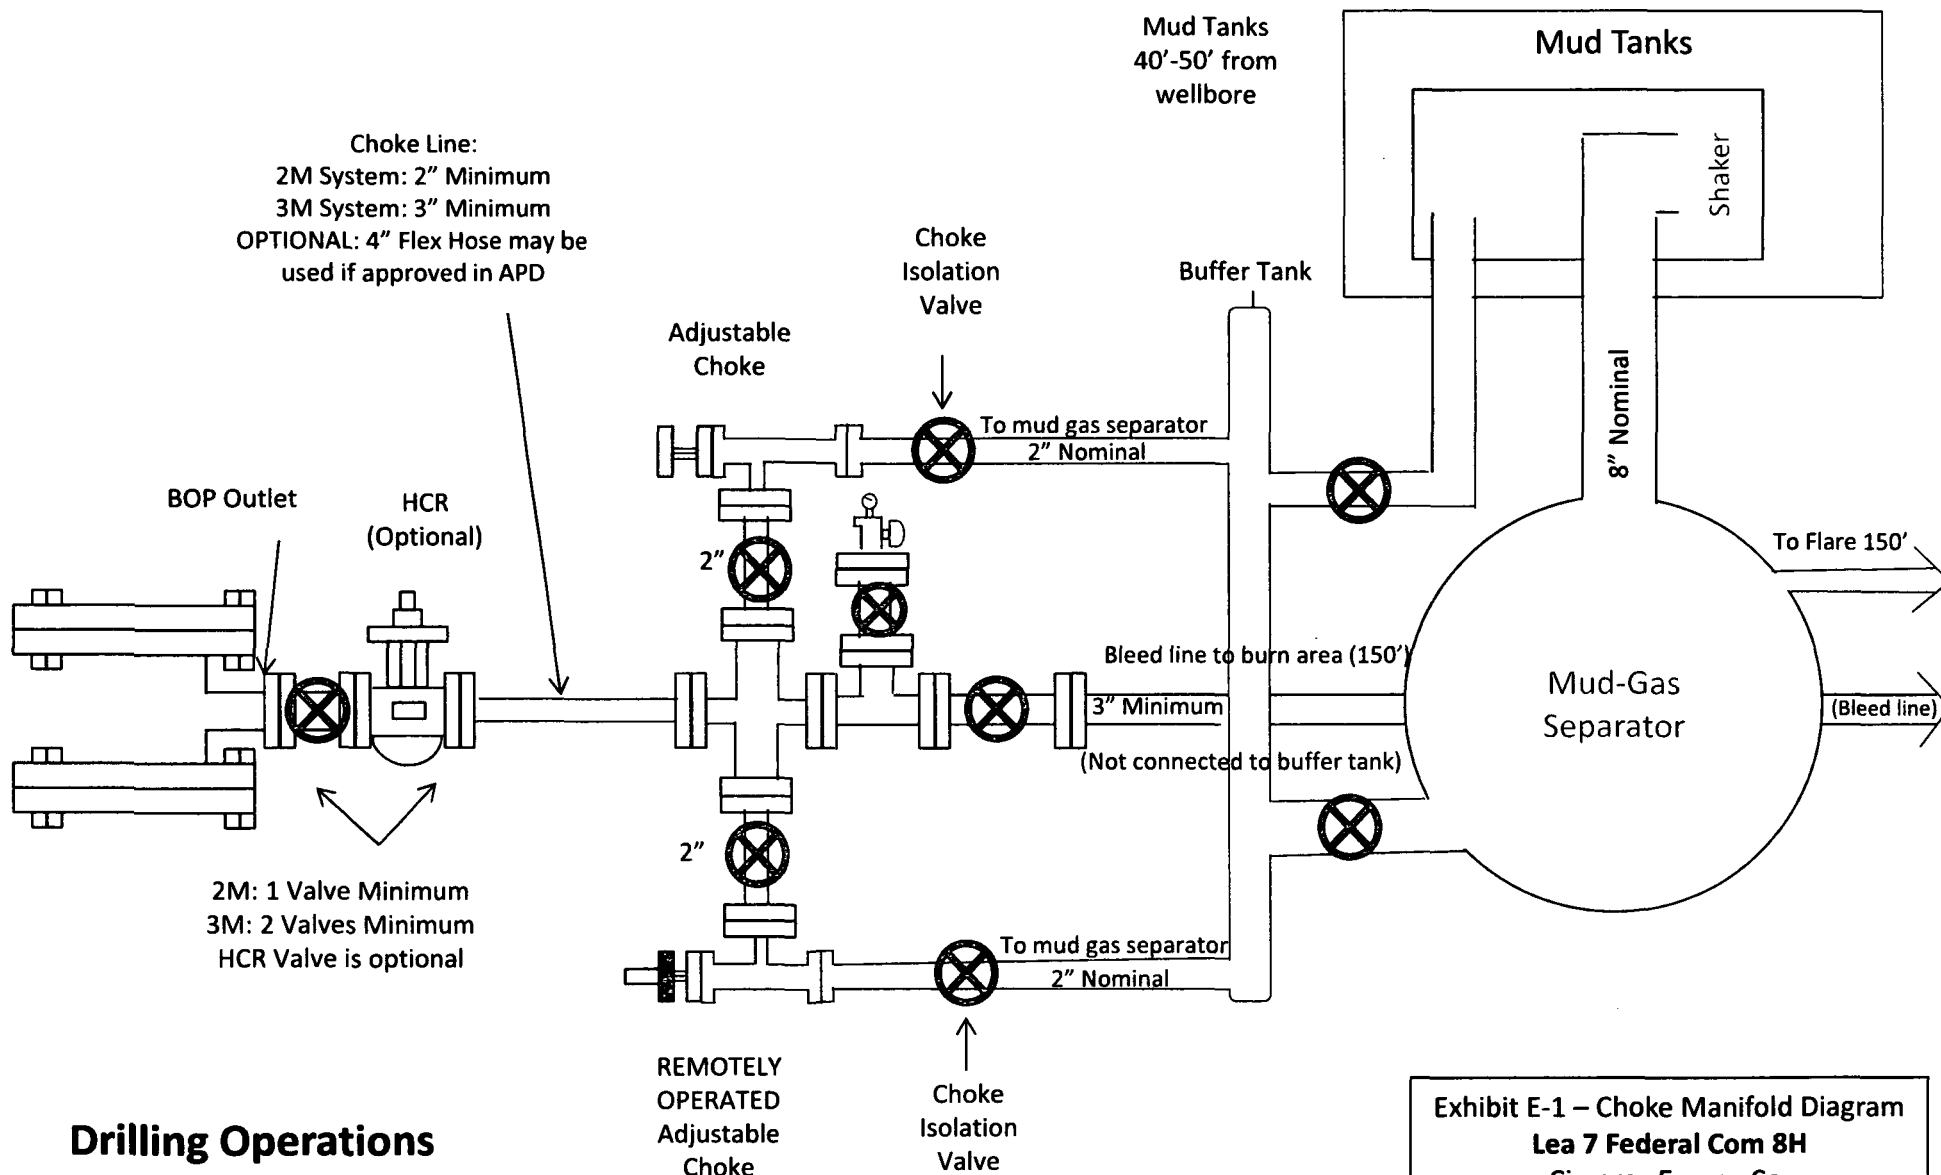 Mud Tanks
40'-50' from
wellbore
Mud Tanks
Shaker
Choke Line:
2M System: 2" Minimum
3M System: 3" Minimum
OPTIONAL: 4" Flex Hose may be
used if approved in APD
Choke
Isolation
Valve
Buffer Tank
Adjustable
Choke
8" Nominal
To mud gas separator
2" Nominal
BOP Outlet
HCR
(Optional)
2"
To Flare 150'
Bleed line to burn area (150')
3" Minimum
(Not connected to buffer tank)
Mud-Gas
Separator
(Bleed line)
2"
2M: 1 Valve Minimum
3M: 2 Valves Minimum
HCR Valve is optional
To mud gas separator
2" Nominal
REMOTELY
OPERATED
Adjustable
Choke
Choke
Isolation
Valve
Drilling Operations
Exhibit E-1 – Choke Manifold Diagram
Lea 7 Federal Com 8H